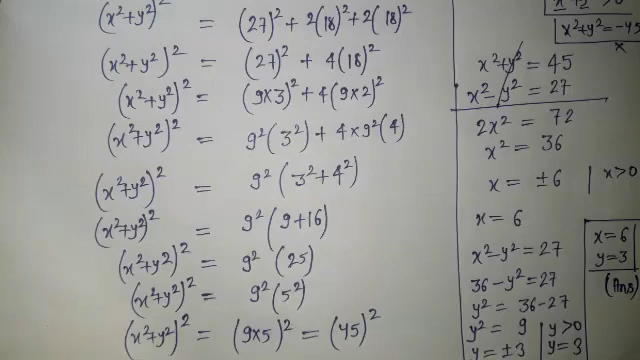 (x²+y²)² = (27)² + 2(18)² + 2(18)²
(x²+y²)² = (27)² + 4(18)²
(x²+y²)² = (9×3)² + 4(9×2)²
(x²+y²)² = 9²(3²) + 4×9²(4)
(x²+y²)² = 9²(3²+4²)
(x²+y²)² = 9²(9+16)
(x²+y²)² = 9²(25)
(x²+y²)² = 9²(5²)
(x²+y²)² = (9×5)² = (45)²
x²+y² = -45
x
x²+y² = 45
x²-y² = 27
2x² = 72
x² = 36
x = ±6 | x>0
x = 6
x²-y² = 27
36-y² = 27
y² = 36-27
y² = 9 | y>0
y = ±3 | y=3
x=6
y=3
(Ans)